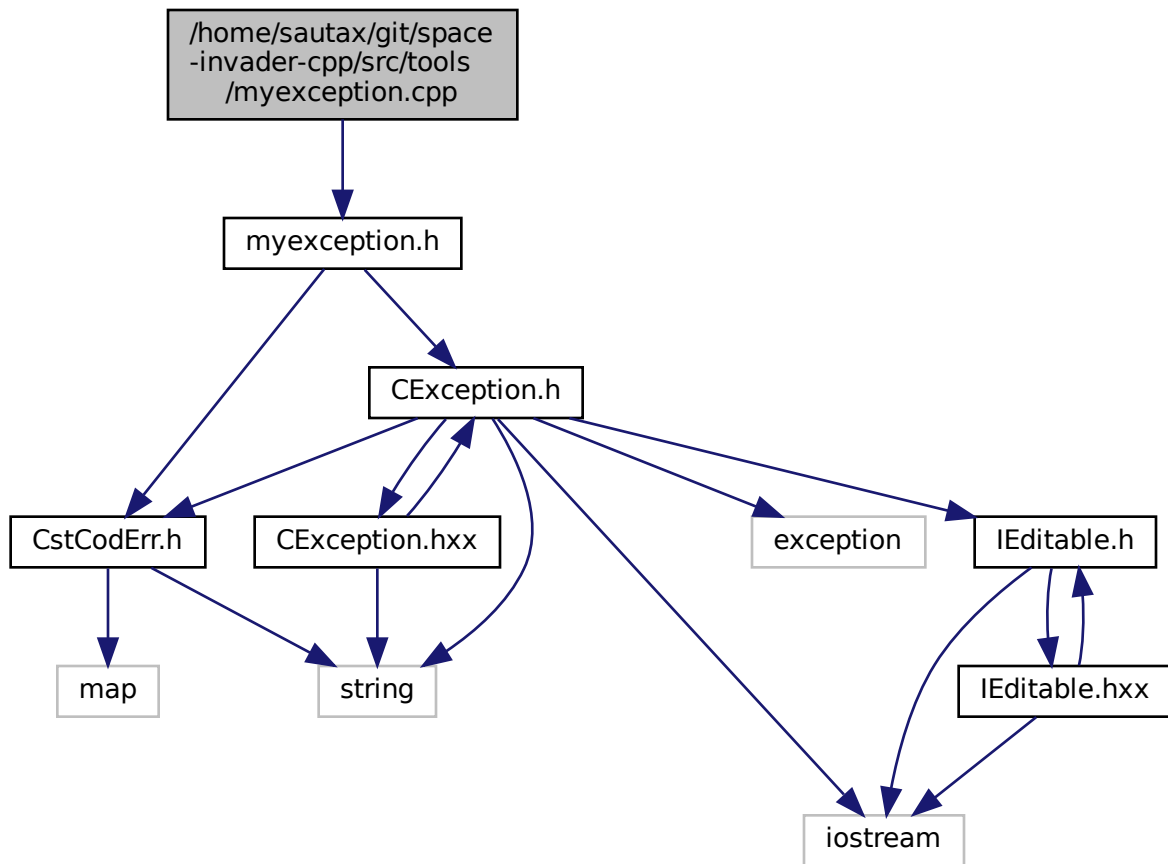 /home/sautax/git/space
-invader-cpp/src/tools
/myexception.cpp
myexception.h
CException.h
CstCodErr.h
CException.hxx
exception
IEditable.h
map
string
IEditable.hxx
iostream